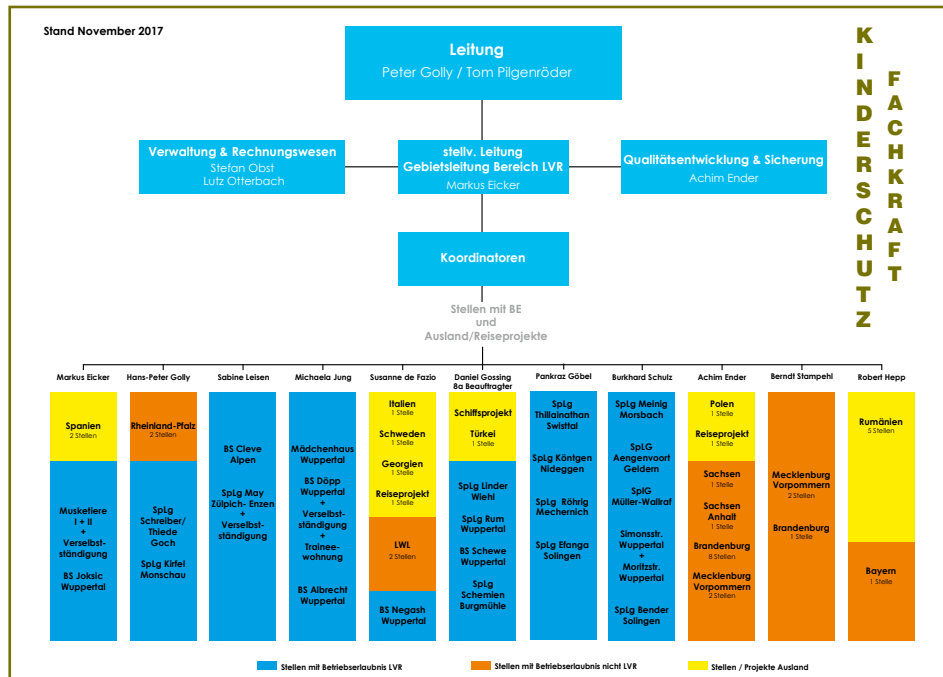 Stand November 2017
Leitung
Peter Golly / Tom Pilgenröder
Verwaltung & Rechnungswesen
Stefan Obst
Lutz Otterbach
stellv. Leitung
Gebietsleitung Bereich LVR
Markus Eicker
Qualitätsentwicklung & Sicherung
Achim Ender
KINDERSCHUTZ
FACHKRAFT
Koordinatoren
Stellen mit BE
und
Ausland/Reiseprojekte
Markus Eicker
Spanien
2 Stellen
Musketiere
I + II
+
Verselbst-
ständigung
BS Joksic
Wuppertal
Hans-Peter Golly
Rheinland-Pfalz
2 Stellen
SpLg
Schreiber/
Thiede
Goch
SpLg Kirfel
Monschau
Sabine Leisen
BS Cleve
Alpen
SpLg May
Zülpich- Enzen
+
Verselbst-
ständigung
Michaela Jung
Mädchenhaus
Wuppertal
BS Döpp
Wuppertal
+
Verselbst-
ständigung
+
Trainee-
wohnung
BS Albrecht
Wuppertal
Susanne de Fazio
Italien
1 Stelle
Schweden
1 Stelle
Georgien
1 Stelle
Reiseprojekt
1 Stelle
LWL
2 Stellen
BS Negash
Wuppertal
Daniel Gossing
Ba Beauftragter
Schiffsprojekt
Türkei
1 Stelle
SpLg Linder
Wiehl
SpLg Rum
Wuppertal
BS Schewe
Wuppertal
SpLg
Schemien
Burgmühle
Pankraz Göbel
SpLg
Thillainathan
Swisttal
SpLg Köntgen
Nideggen
SpLg Röhrig
Mechernich
SpLg Efanga
Solingen
Burkhard Schulz
SpLg Meinig
Morsbach
SpLG
Aengenvoort
Geldern
SplG
Müller-Wallraf
Simonsstr.
Wuppertal
+
Moritzstr.
Wuppertal
SpLg Bender
Solingen
Achim Ender
Polen
1 Stelle
Reiseprojekt
1 Stelle
Sachsen
1 Stelle
Sachsen
Anhalt
1 Stelle
Brandenburg
8 Stellen
Mecklenburg
Vorpommern
2 Stellen
Berndt Stampehl
Mecklenburg
Vorpommern
2 Stellen
Brandenburg
1 Stelle
Robert Hepp
Rumänien
5 Stellen
Bayern
1 Stelle
Stellen mit Betriebserlaubnis LVR
Stellen mit Betriebserlaubnis nicht LVR
Stellen / Projekte Ausland